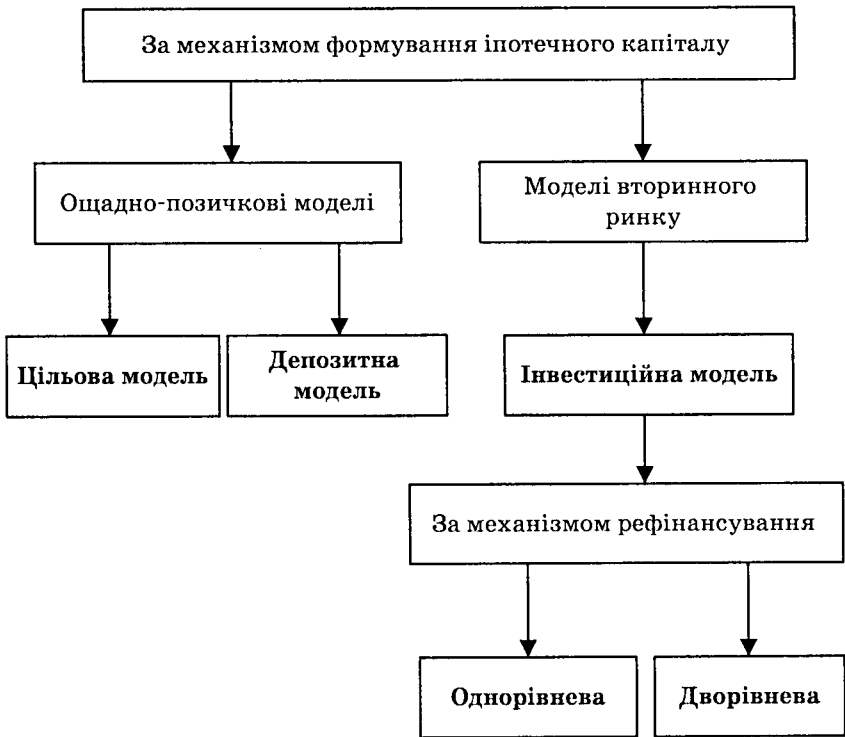 За механізмом формування іпотечного капіталу
Ощадно-позичкові моделі
Моделі вторинного
ринку
Цільова модель
Депозитна
модель
Інвестиційна модель
За механізмом рефінансування
Однорівнева
Дворівнева